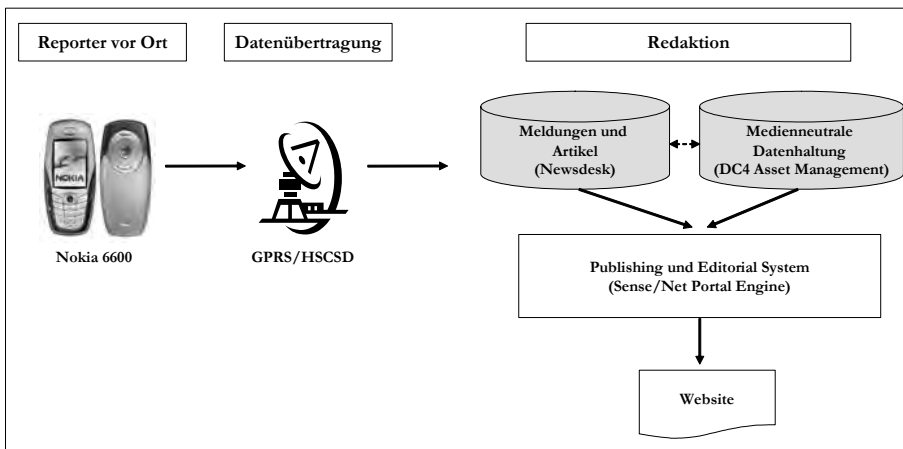 Reporter vor Ort
Datenübertragung
Redaktion
Meldungen und
Artikel
(Newsdesk)
Medienneutrale
Datenhaltung
(DC4 Asset Management)
NOKIA
Nokia 6600
GPRS/HSCSD
Publishing und Editorial System
(Sense/Net Portal Engine)
Website